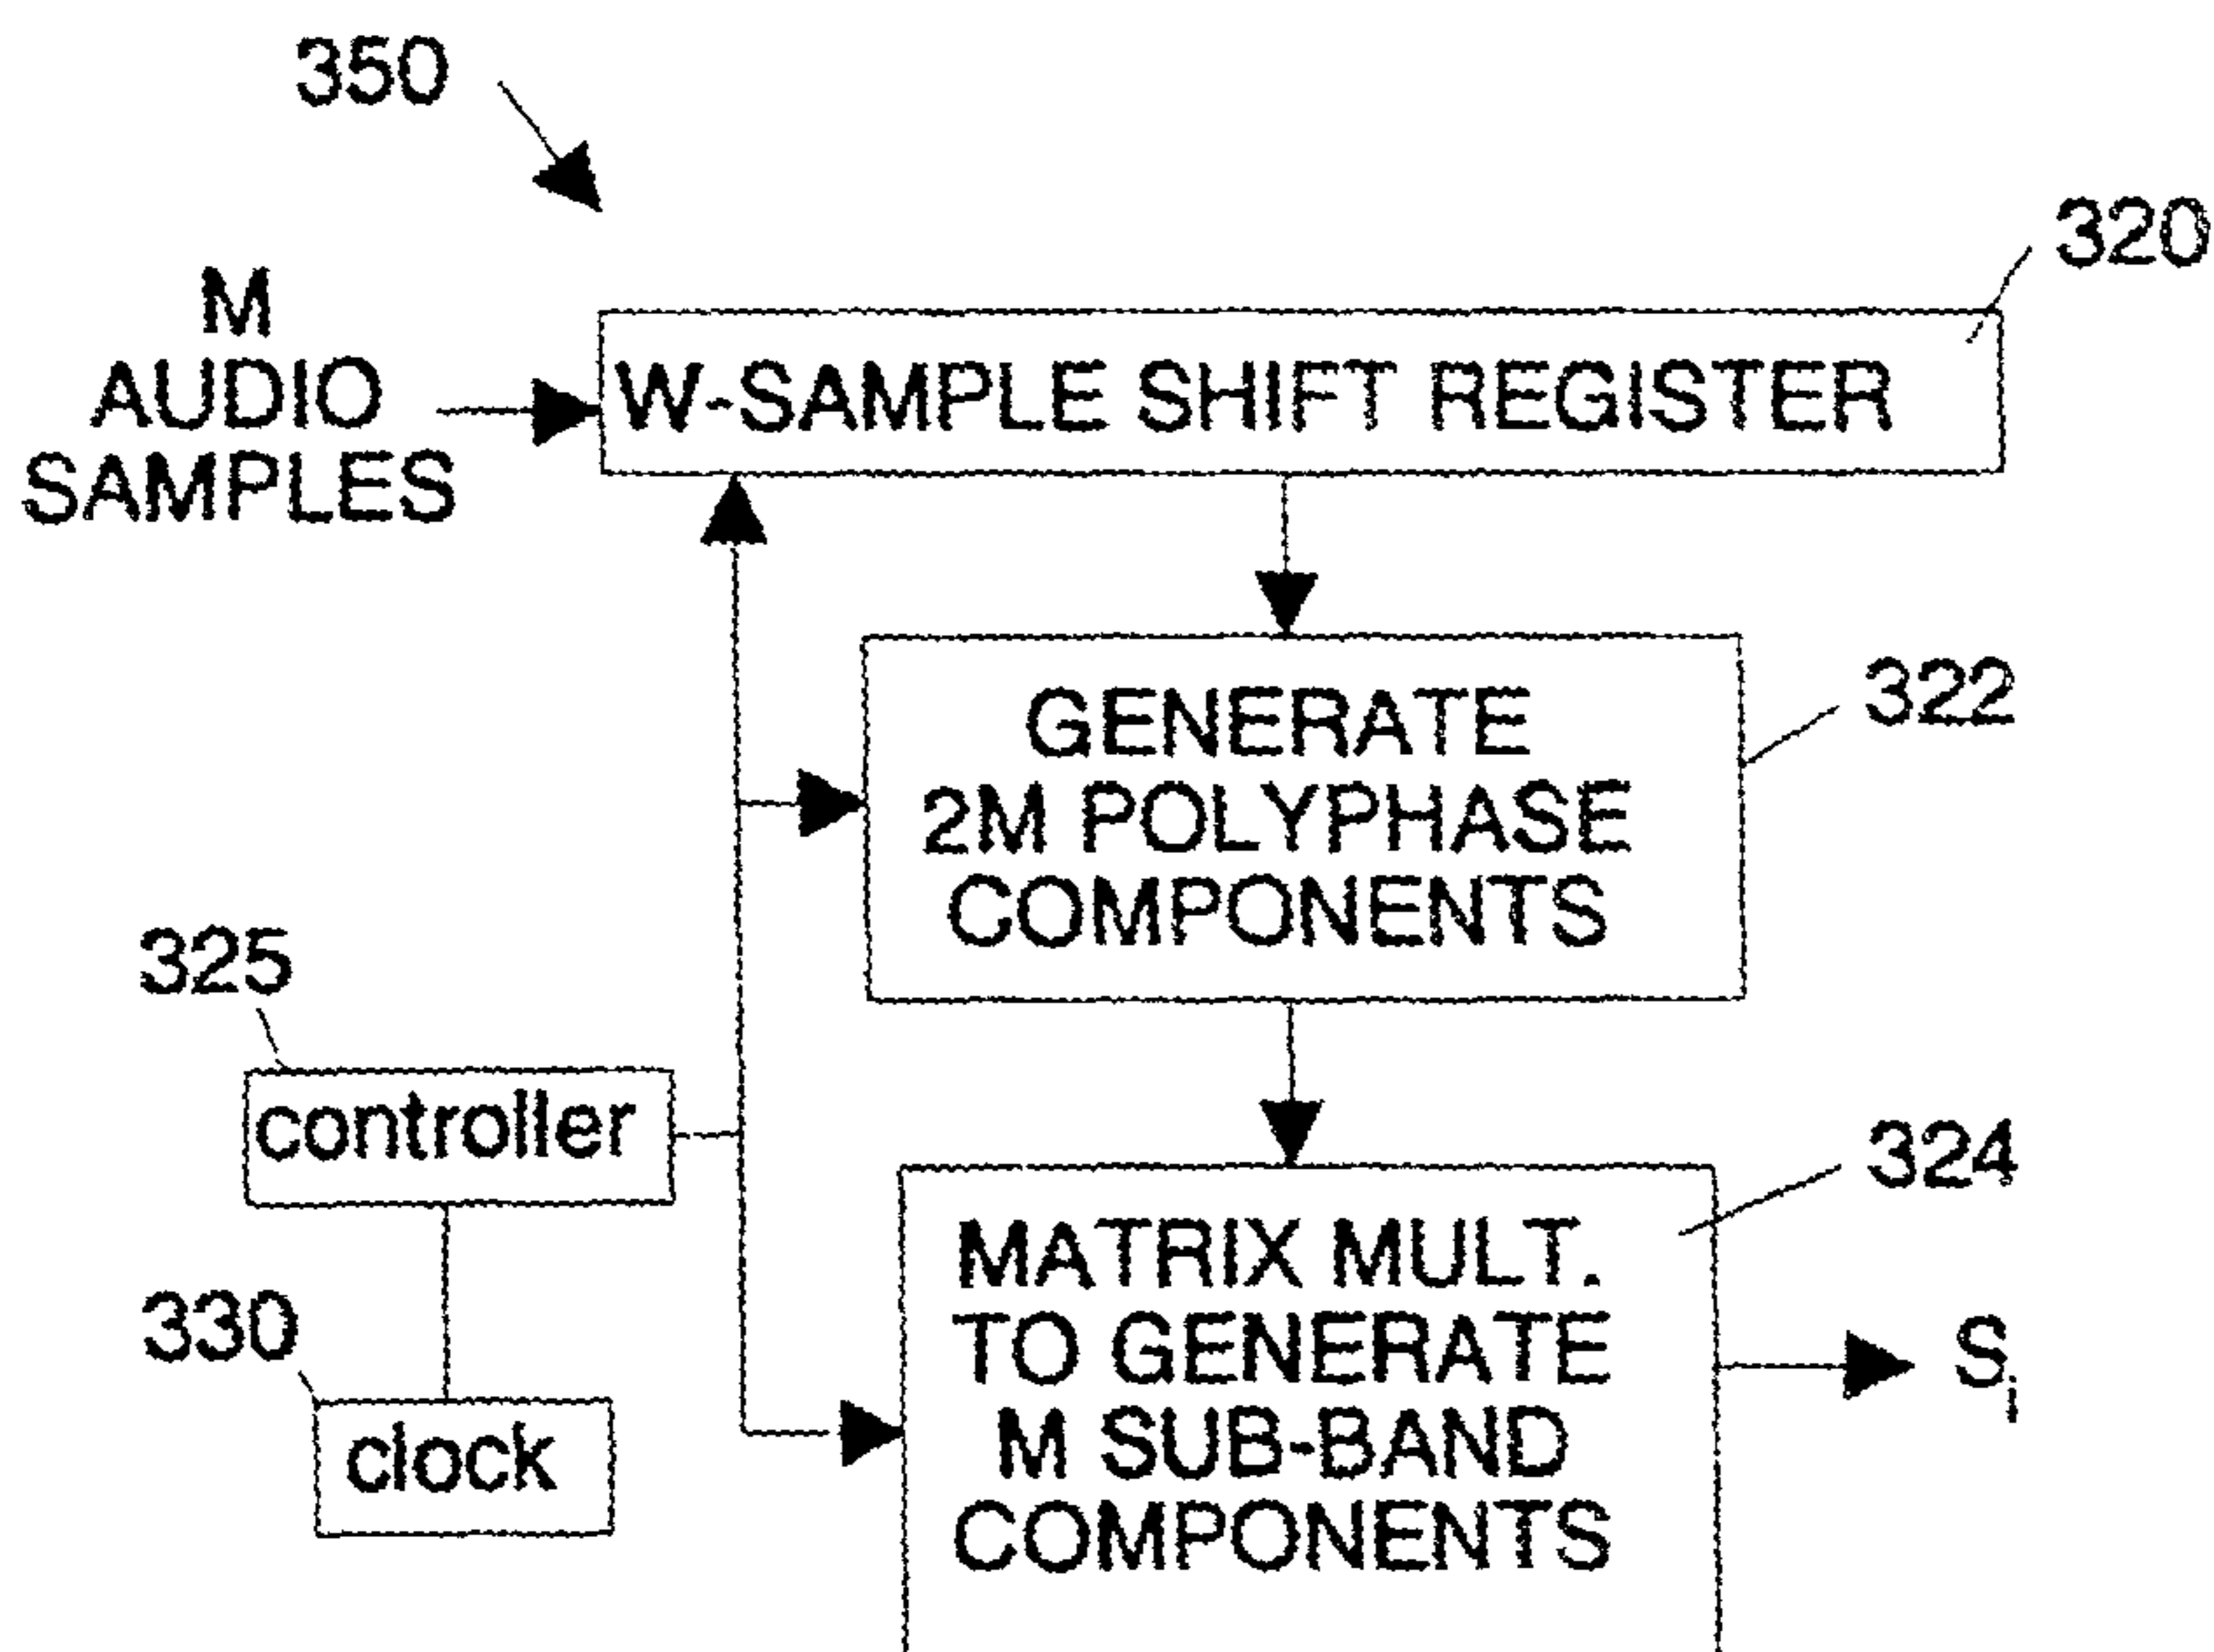 350
320
M
AUDIO
SAMPLES
W-SAMPLE SHIFT REGISTER
322
GENERATE
2M POLYPHASE
COMPONENTS
325
controller
324
MATRIX MULT.
TO GENERATE
M SUB-BAND
COMPONENTS
330
clock
Si